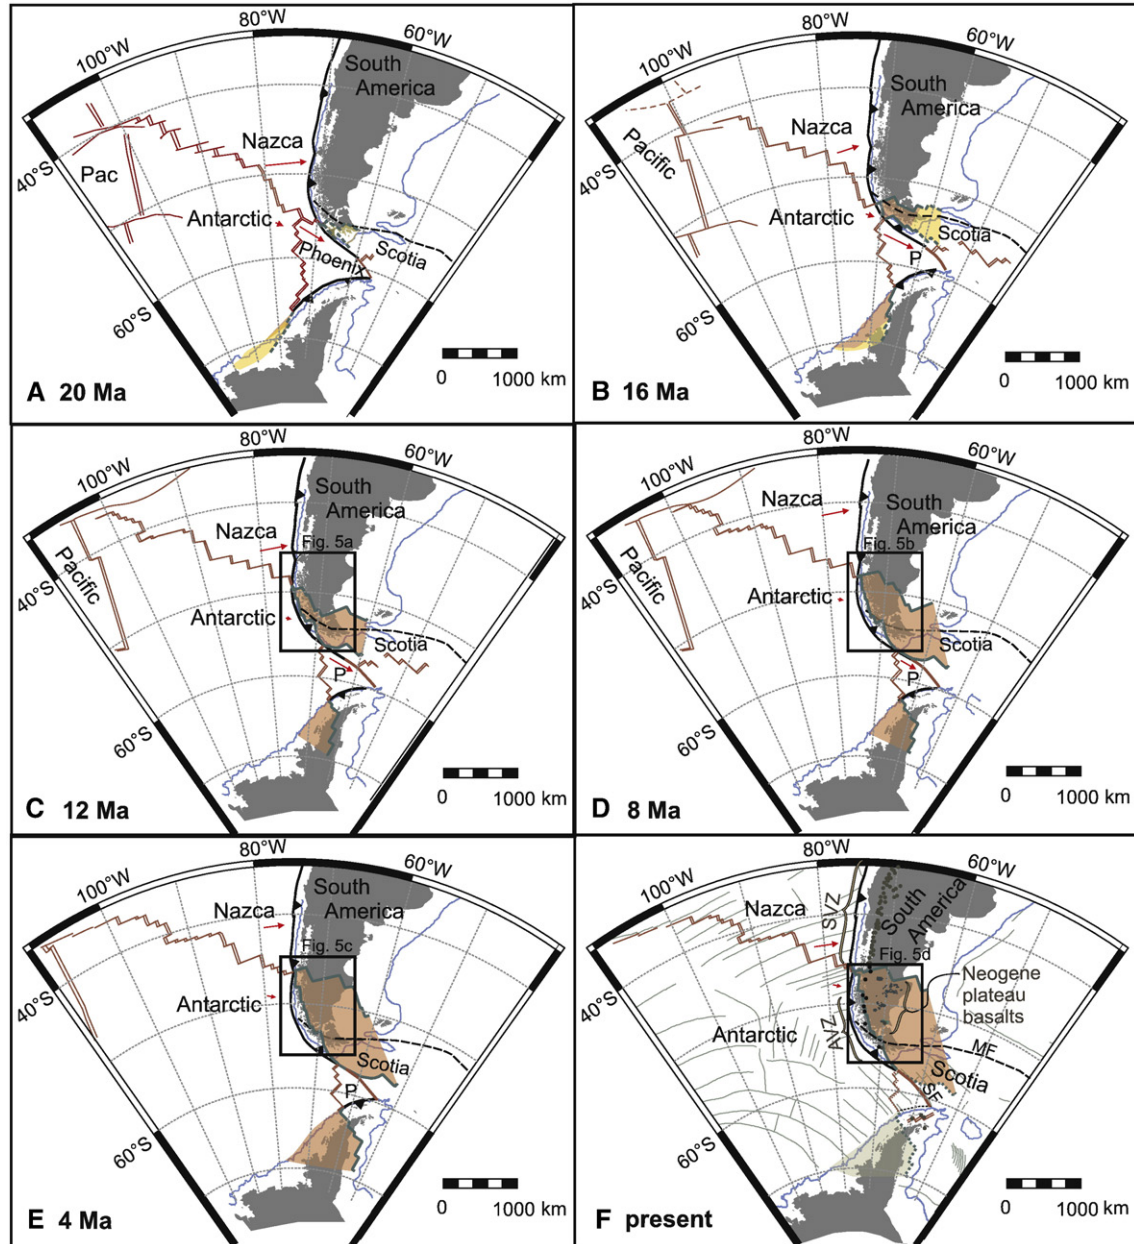 80°W
60°W
100°W
40°S
60°S
South
America
Nazca
Pac
Antarctic
Phoenix
Scotia
A 20 Ma
0 1000 km
80°W
60°W
100°W
40°S
60°S
South
America
Nazca
Pacific
Antarctic
Scotia
P
B 16 Ma
0 1000 km
80°W
60°W
100°W
40°S
60°S
South
America
Nazca
Fig. 5a
Pacific
Antarctic
Scotia
P
C 12 Ma
0 1000 km
80°W
60°W
100°W
40°S
60°S
South
America
Nazca
Fig. 5b
Pacific
Antarctic
Scotia
P
D 8 Ma
0 1000 km
80°W
60°W
100°W
40°S
60°S
South
America
Nazca
Fig. 5c
Antarctic
Scotia
P
E 4 Ma
0 1000 km
80°W
60°W
100°W
40°S
60°S
Nazca
SVZ
South
America
Fig. 5d
Neogene
plateau
basalts
Antarctic
AVZ
MF
Scotia
SF
F present
0 1000 km